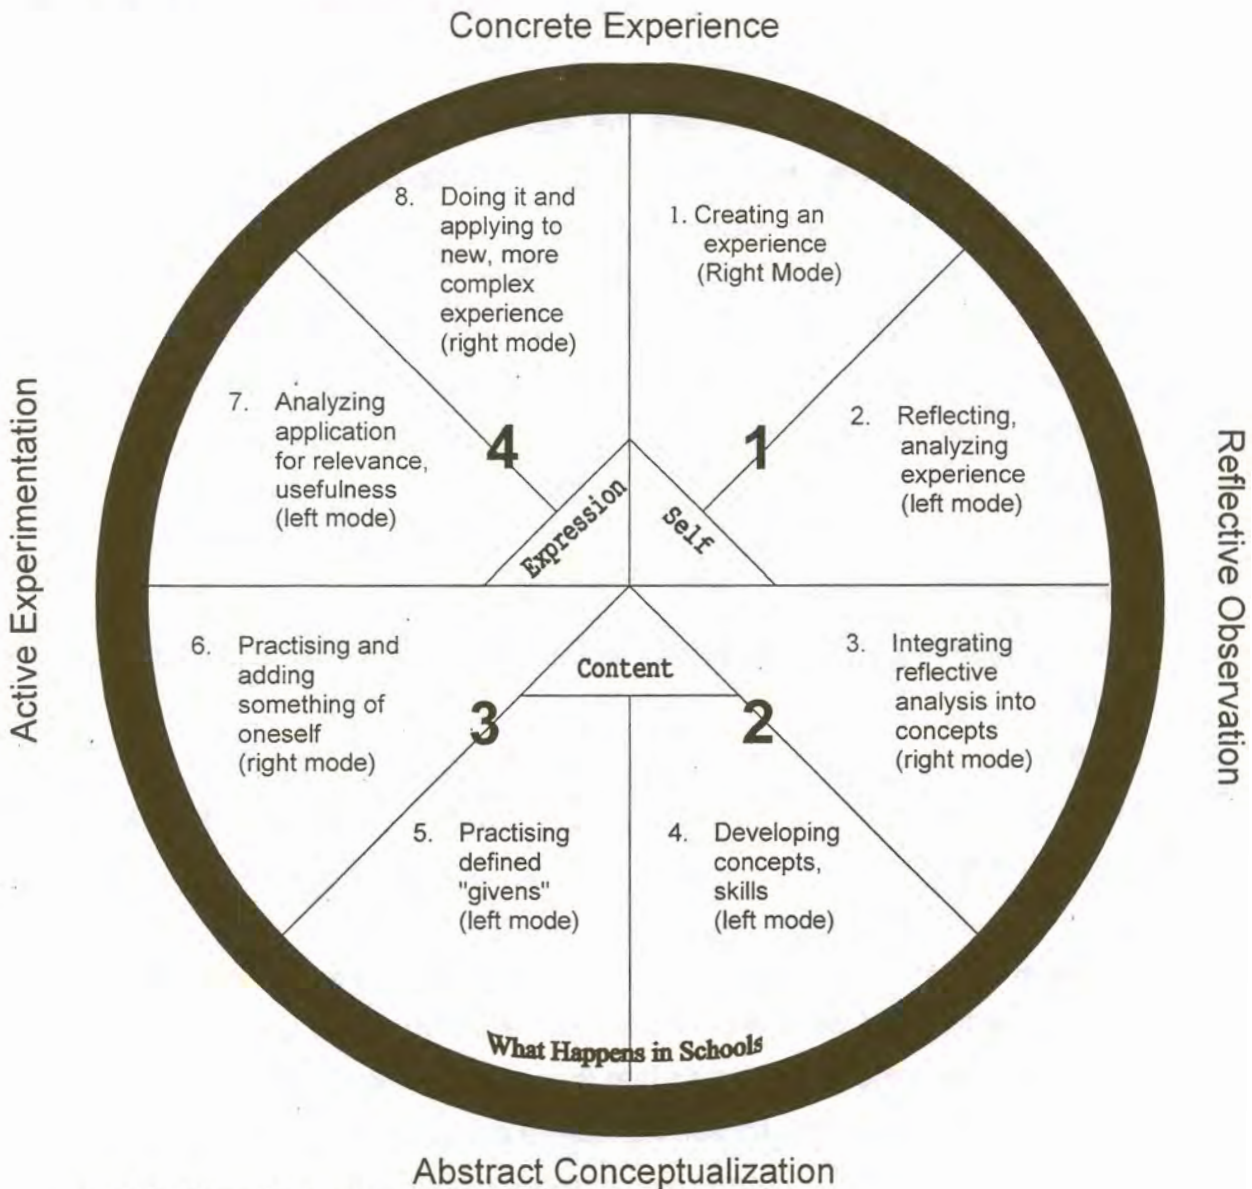 Concrete Experience
8. Doing it and
applying to
new, more
complex
experience
(right mode)
1. Creating an
experience
(Right Mode)
7. Analyzing
application
for relevance,
usefulness
(left mode)
4
1
2. Reflecting,
analyzing
experience
(left mode)
Expression
Self
Active Experimentation
Reflective Observation
6. Practising and
adding
something of
oneself
(right mode)
Content
3
2
3. Integrating
reflective
analysis into
concepts
(right mode)
5. Practising
defined
"givens"
(left mode)
4. Developing
concepts,
skills
(left mode)
What Happens in Schools
Abstract Conceptualization